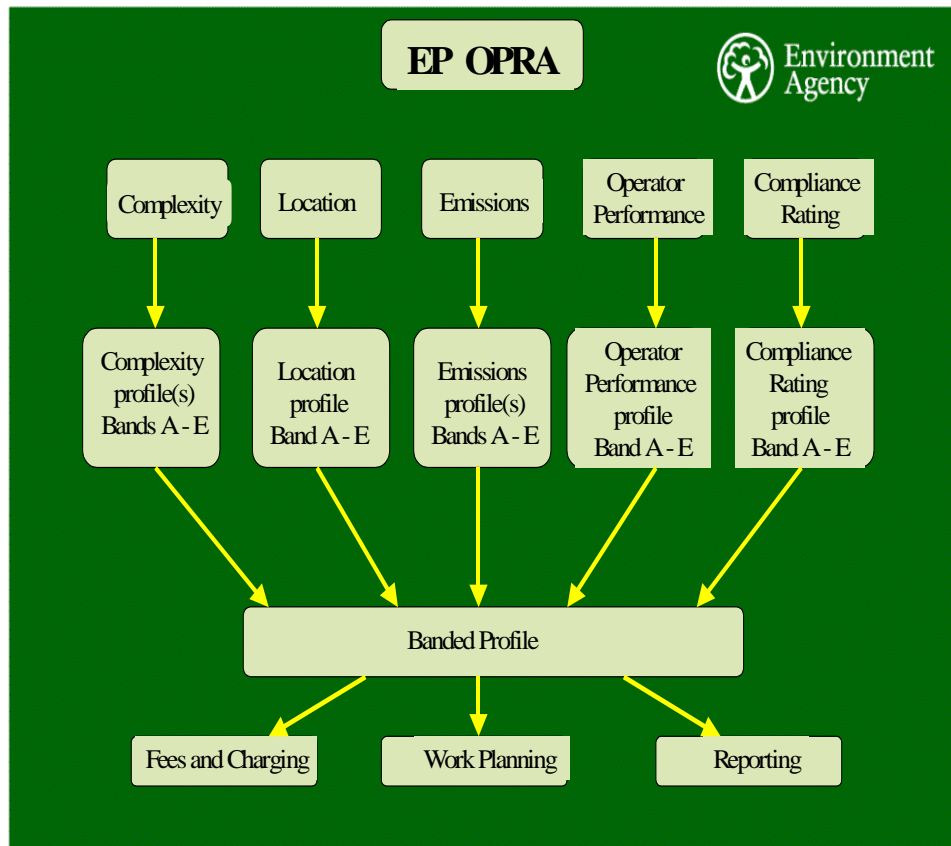 EP OPRA
Environment
Agency
Complexity
Location
Emissions
Operator
Performance
Compliance
Rating
Complexity
profile(s)
Bands A - E
Location
profile
Band A - E
Emissions
profile(s)
Bands A - E
Operator
Performance
profile
Band A - E
Compliance
Rating
profile
Band A - E
Banded Profile
Fees and Charging
Work Planning
Reporting